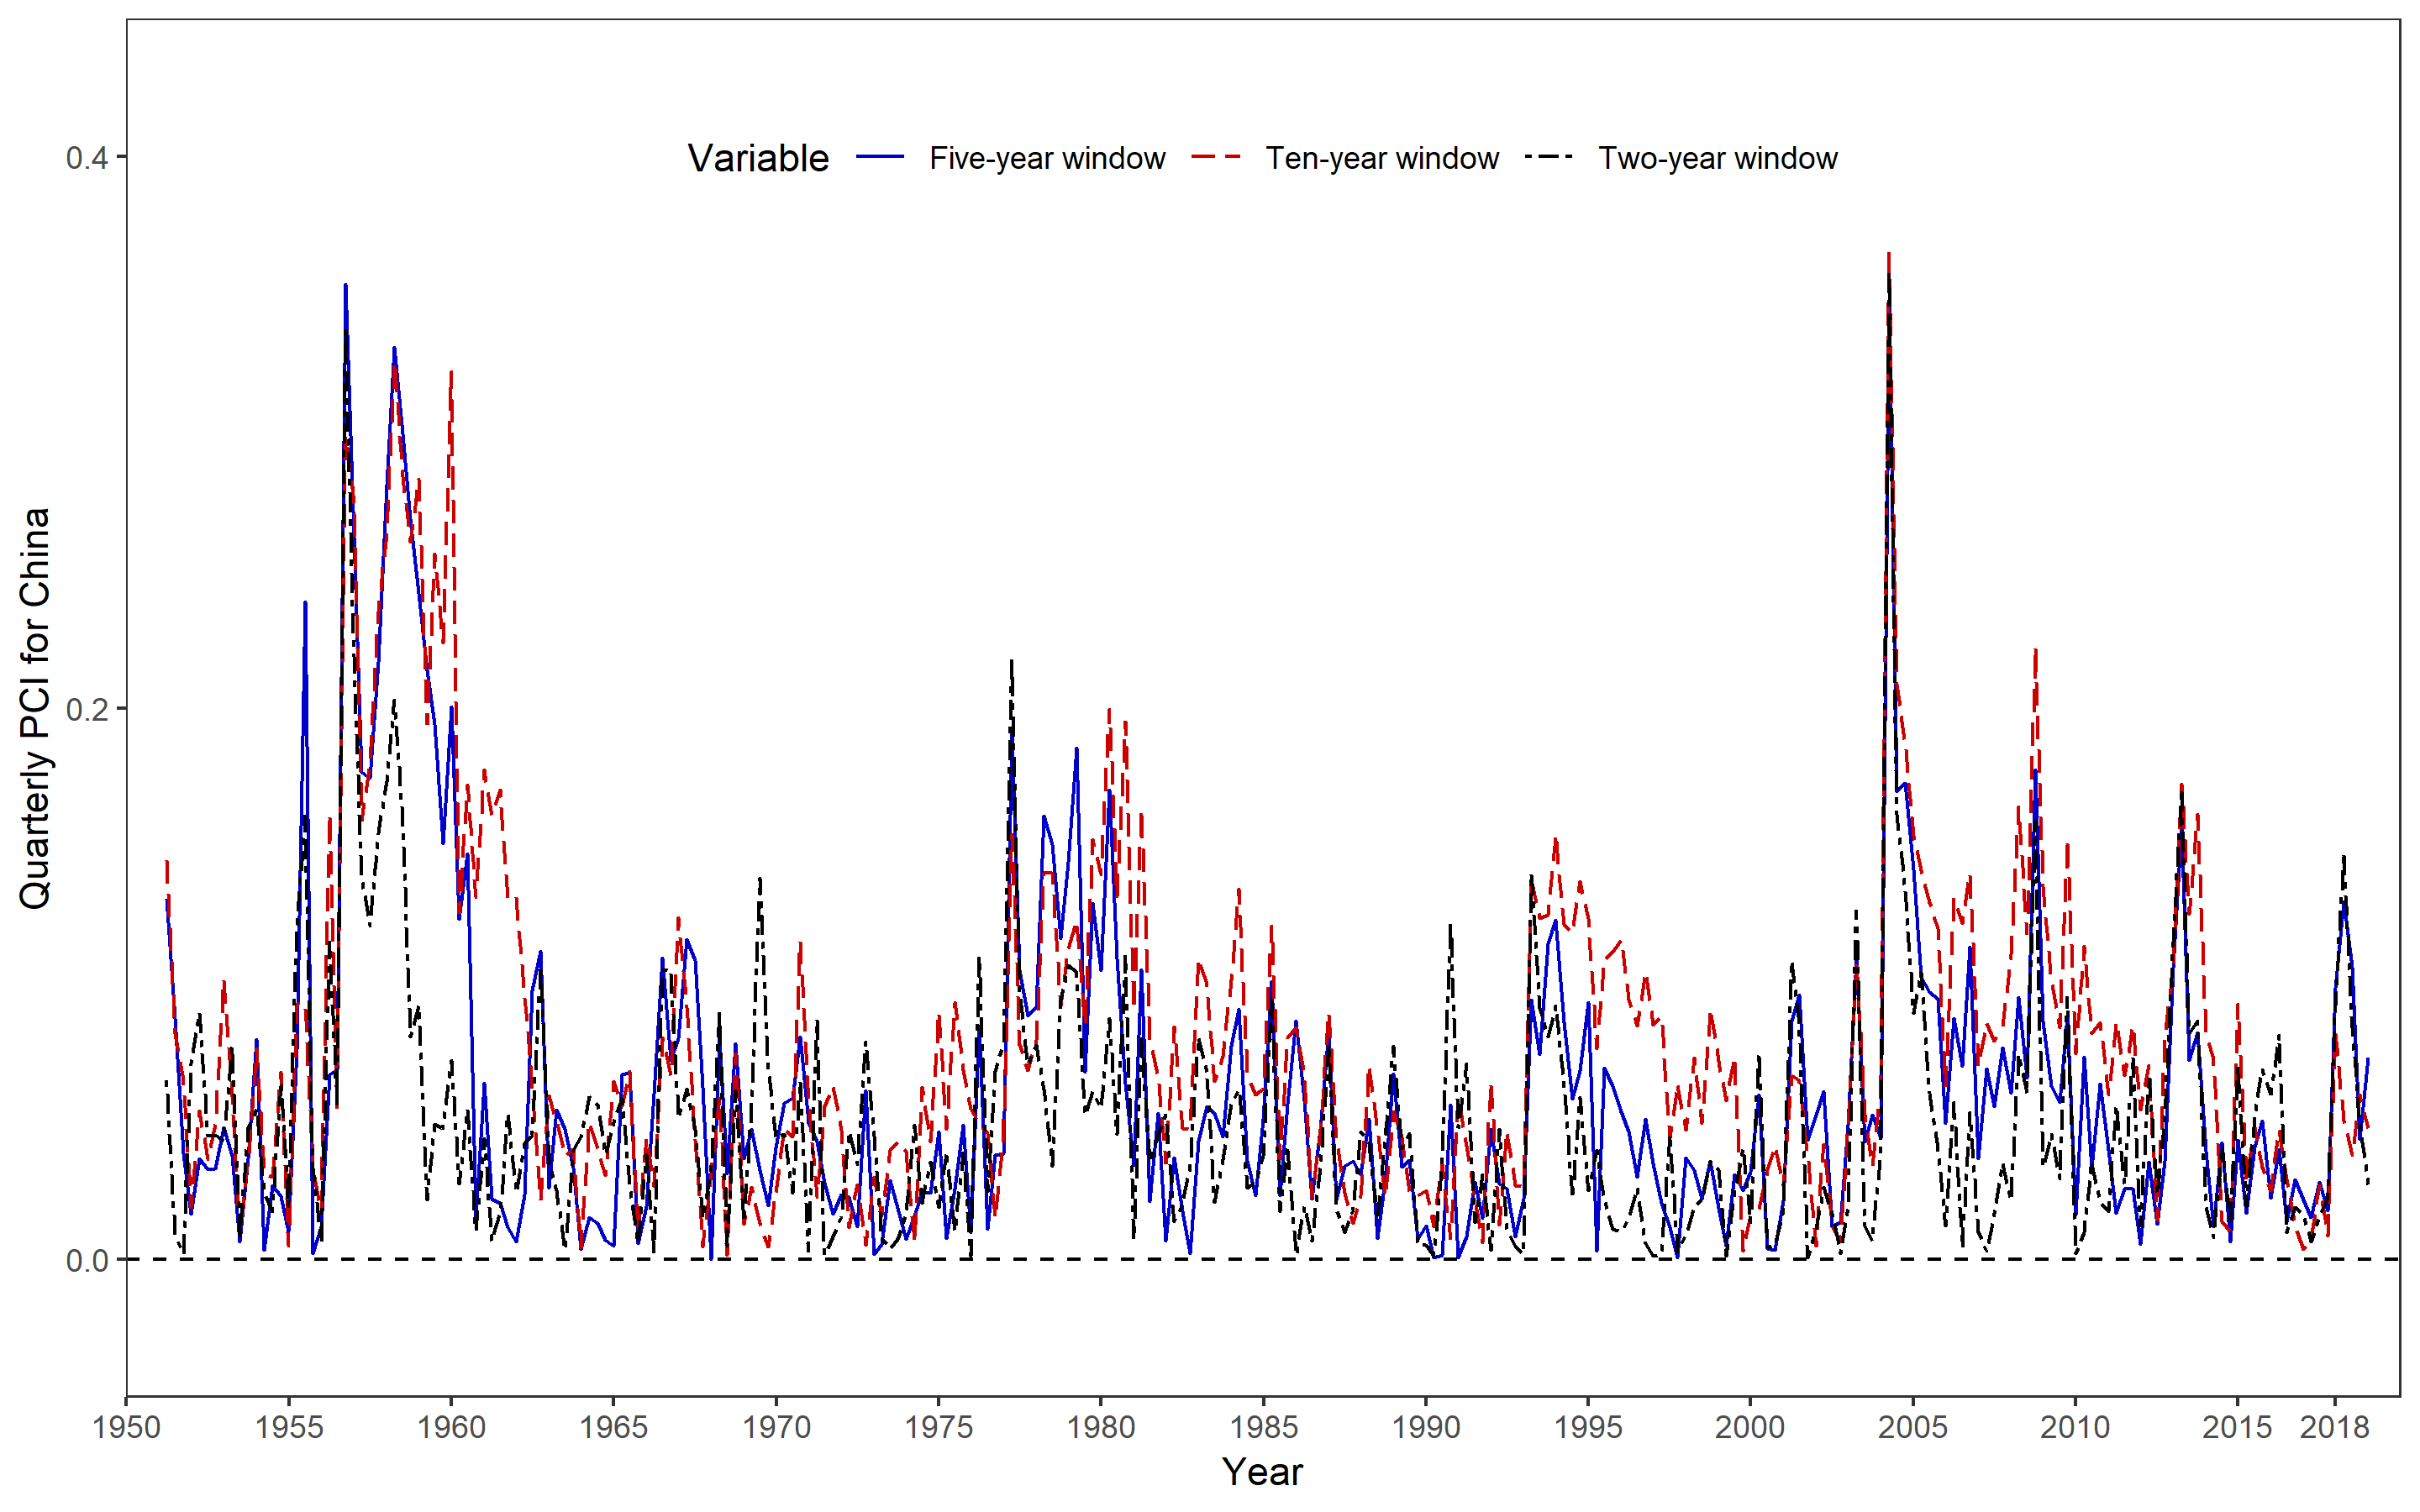 Variable Five-year window Ten-year window Two-year window
Quarterly PCI for China
0.4
0.2
0.0
1950 1955 1960 1965 1970 1975 1980 1985 1990 1995 2000 2005 2010 2015 2018
Year